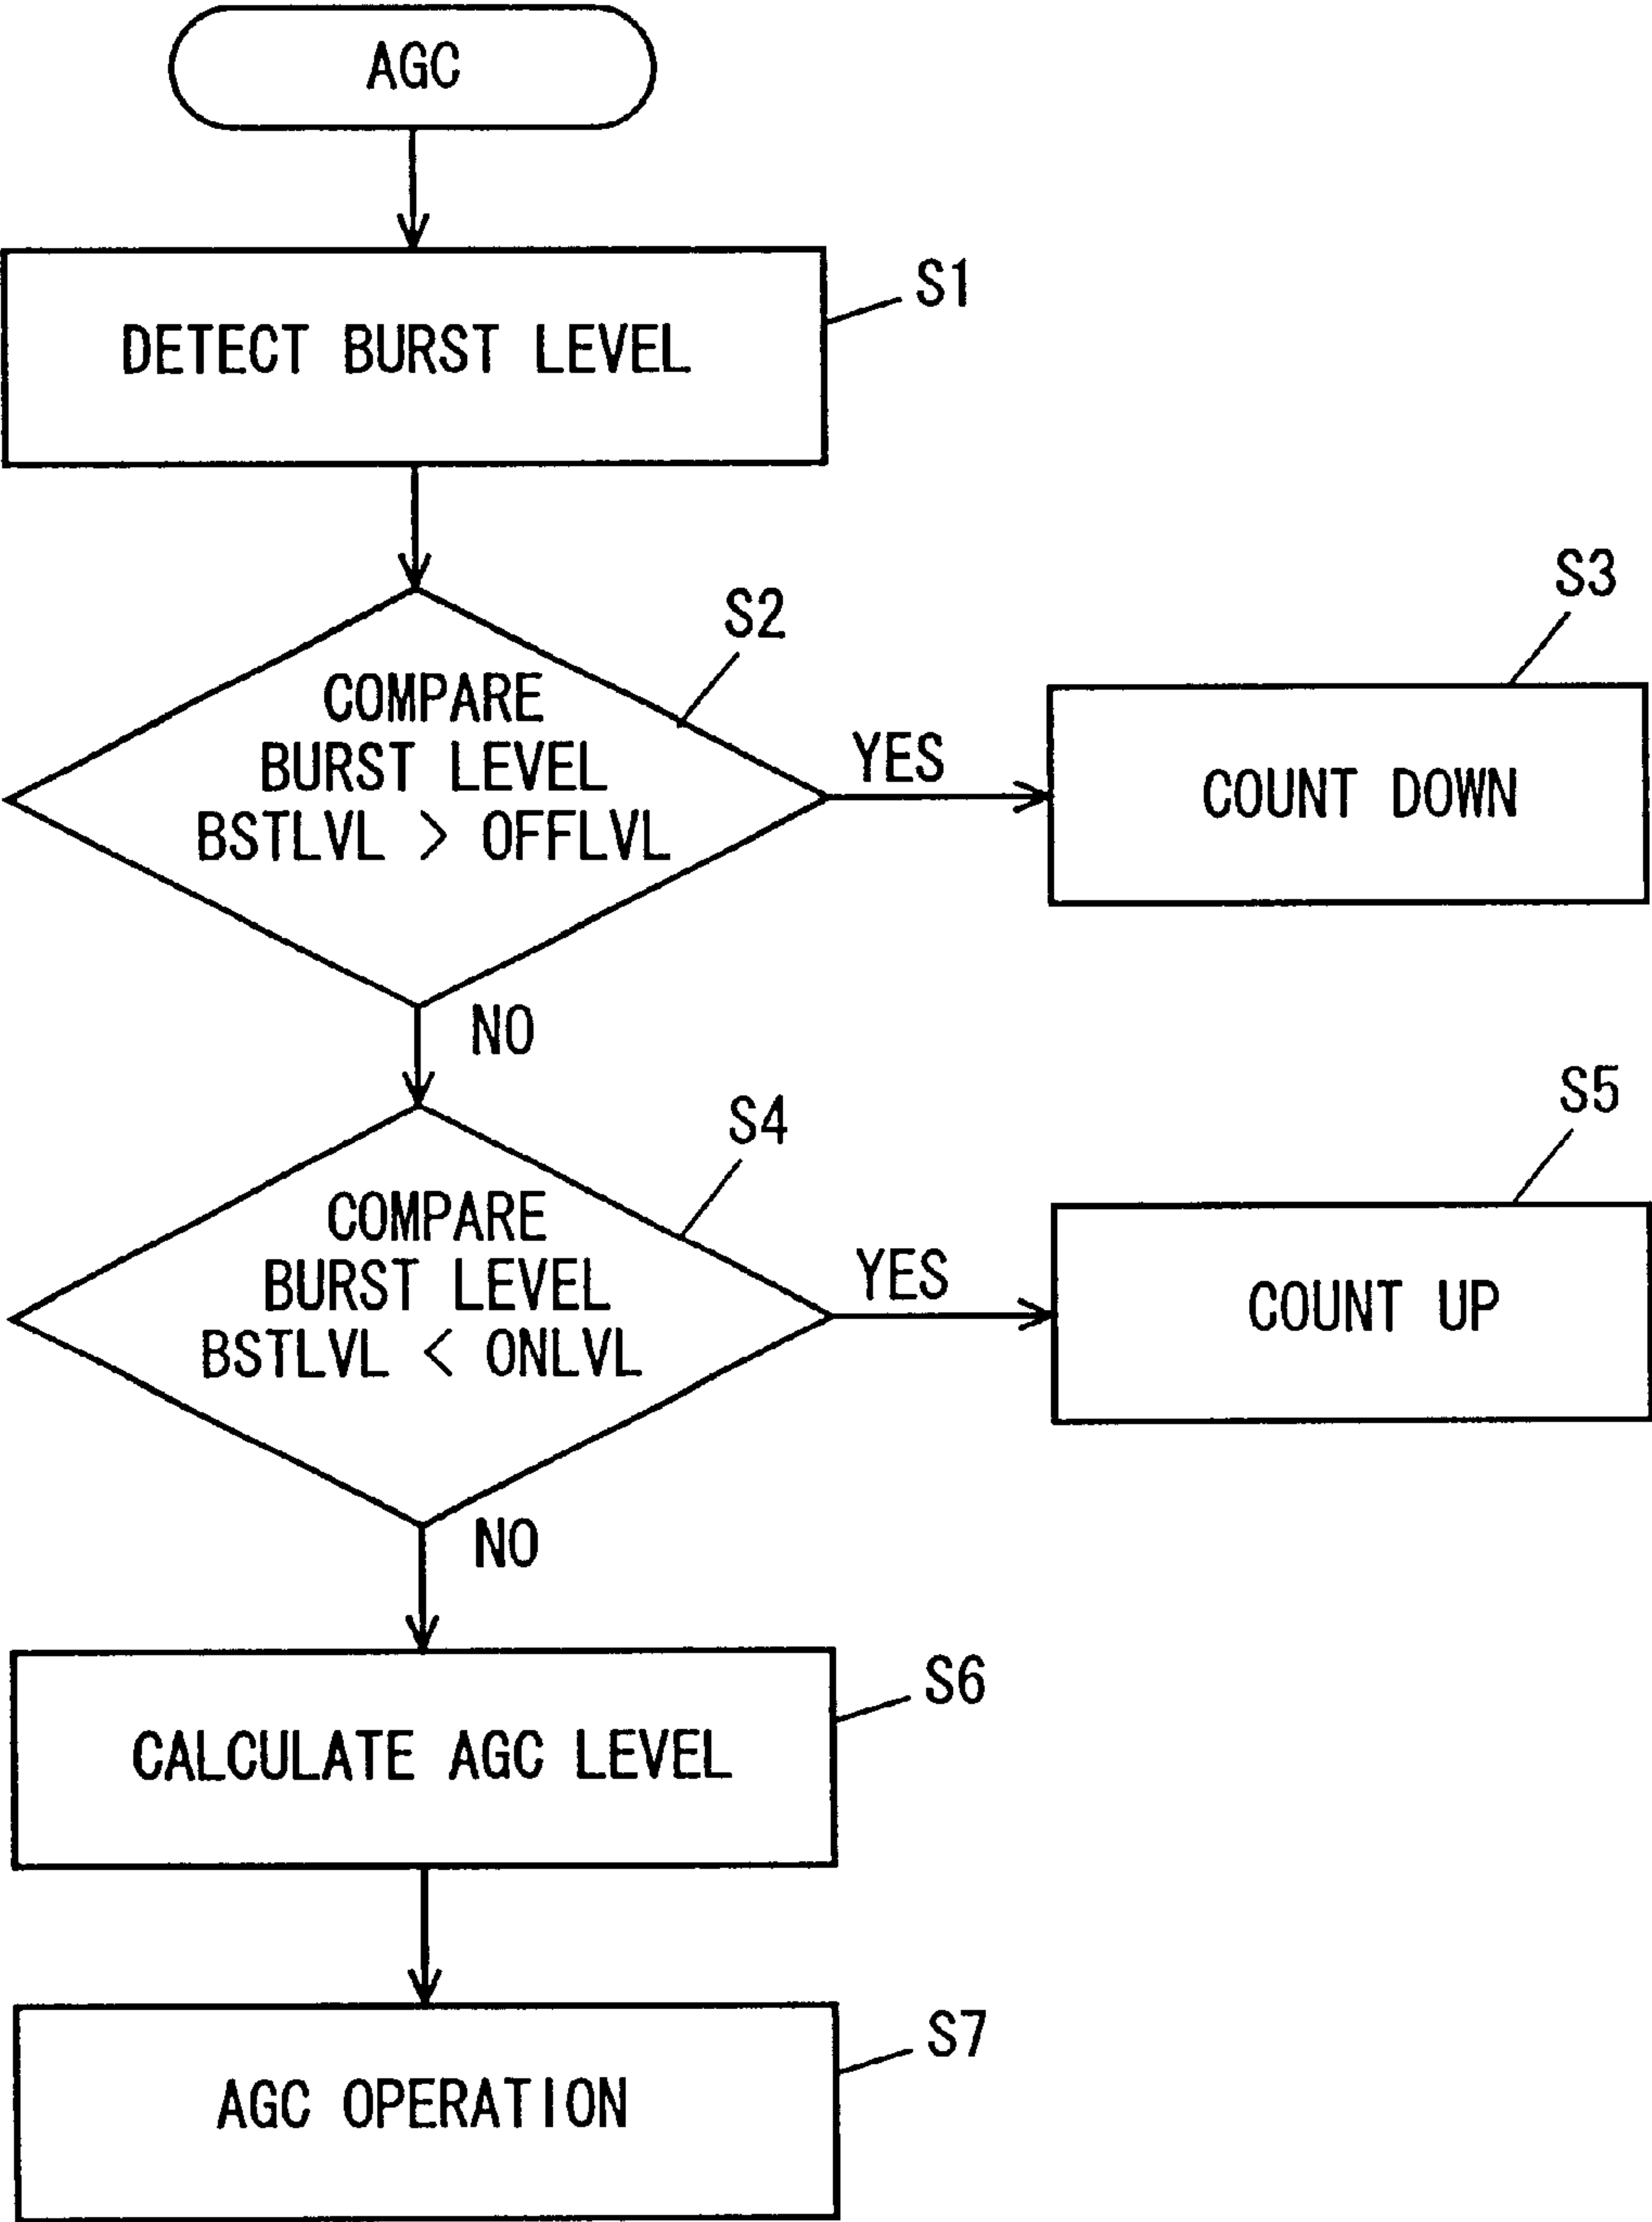 AGC
S1
DETECT BURST LEVEL
S2
S3
COMPARE
BURST LEVEL
BSTLVL > OFFLVL
YES
COUNT DOWN
NO
S4
S5
COMPARE
BURST LEVEL
BSTLVL < ONLVL
YES
COUNT UP
NO
S6
CALCULATE AGC LEVEL
S7
AGC OPERATION